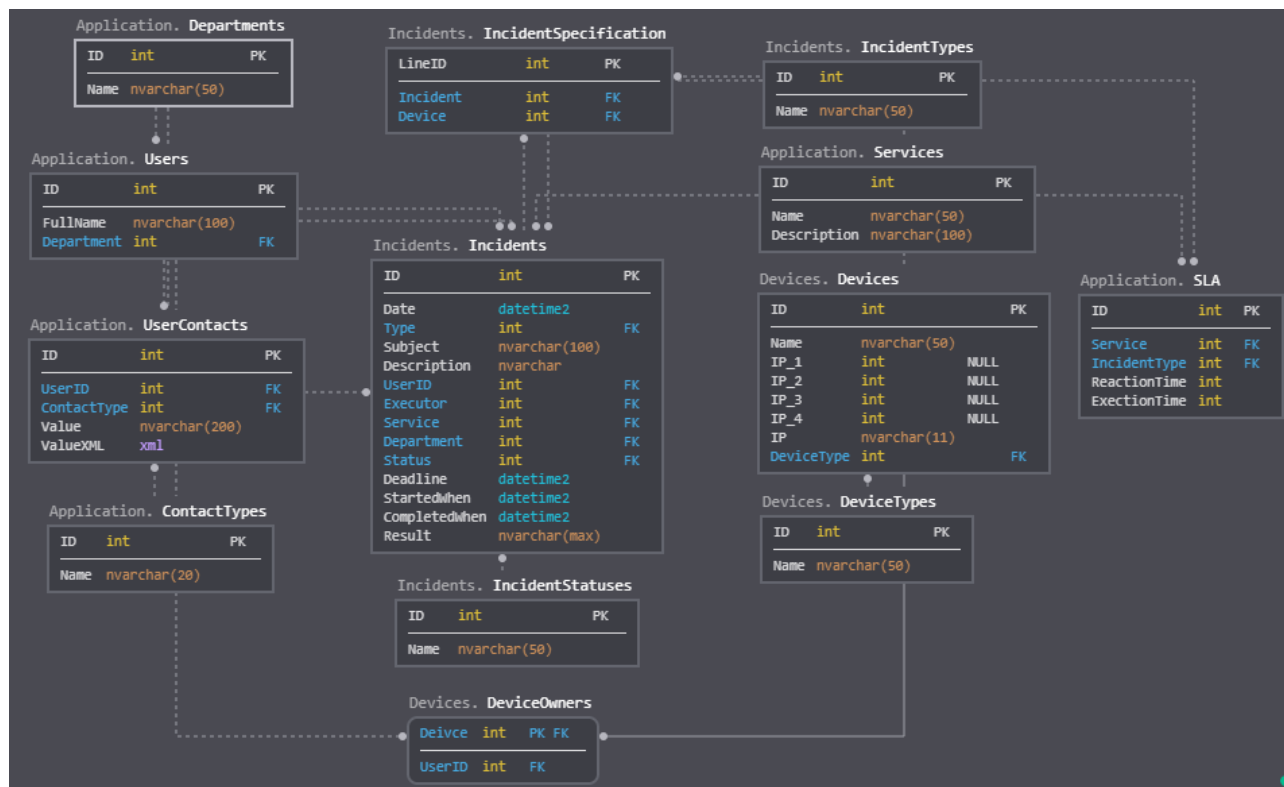 Application. Departments
ID int PK
Name nvarchar(50)
Application. Users
ID int PK
FullName nvarchar(100)
Department int FK
Application. UserContacts
ID int PK
UserID int FK
ContactType int FK
Value nvarchar(200)
ValueXML xml
Application. ContactTypes
ID int PK
Name nvarchar(20)
Incidents. IncidentSpecification
LineID int PK
Incident int FK
Device int FK
Incidents. Incidents
ID int PK
Date datetime2
Type int FK
Subject nvarchar(100)
Description nvarchar
UserID int FK
Executor int FK
Service int FK
Department int FK
Status int FK
Deadline datetime2
StartedWhen datetime2
CompletedWhen datetime2
Result nvarchar(max)
Incidents. IncidentStatuses
ID int PK
Name nvarchar(50)
Devices. DeviceOwners
Deivce int PK FK
UserID int FK
Incidents. IncidentTypes
ID int PK
Name nvarchar(50)
Application. Services
ID int PK
Name nvarchar(50)
Description nvarchar(100)
Devices. Devices
ID int PK
Name nvarchar(50)
IP_1 int NULL
IP_2 int NULL
IP_3 int NULL
IP_4 int NULL
IP nvarchar(11)
DeviceType int FK
Devices. DeviceTypes
ID int PK
Name nvarchar(50)
Application. SLA
ID int PK
Service int FK
IncidentType int FK
ReactionTime int
ExectionTime int